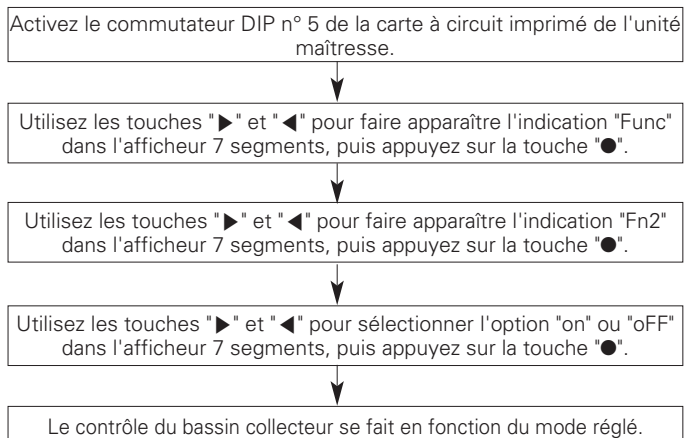 Activez le commutateur DIP n° 5 de la carte à circuit imprimé de l'unité
maîtresse.
Utilisez les touches "▶" et "◀" pour faire apparaître l'indication "Func"
dans l'afficheur 7 segments, puis appuyez sur la touche "●".
Utilisez les touches "▶" et "◀" pour faire apparaître l'indication "Fn2"
dans l'afficheur 7 segments, puis appuyez sur la touche "●".
Utilisez les touches "▶" et "◀" pour sélectionner l'option "on" ou "oFF"
dans l'afficheur 7 segments, puis appuyez sur la touche "●".
Le contrôle du bassin collecteur se fait en fonction du mode réglé.